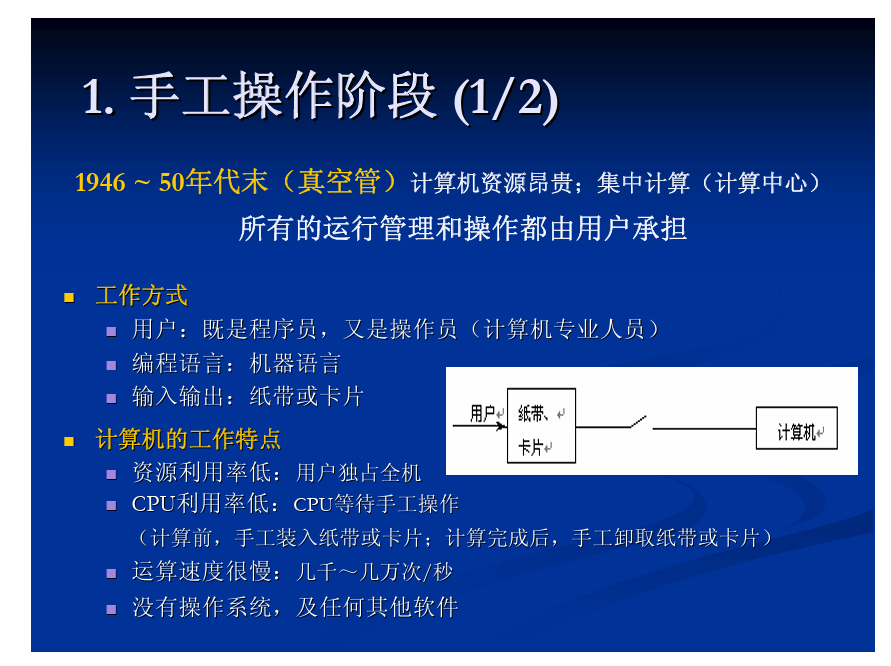 1. 手工操作阶段 (1/2)
1946 ~ 50年代末（真空管）计算机资源昂贵；集中计算（计算中心）
所有的运行管理和操作都由用户承担
工作方式
用户：既是程序员，又是操作员（计算机专业人员）
编程语言：机器语言
输入输出：纸带或卡片
用户
纸带、
卡片
计算机
计算机的工作特点
资源利用率低：用户独占全机
CPU利用率低：CPU等待手工操作
（计算前，手工装入纸带或卡片；计算完成后，手工卸取纸带或卡片）
运算速度很慢：几千～几万次/秒
没有操作系统，及任何其他软件